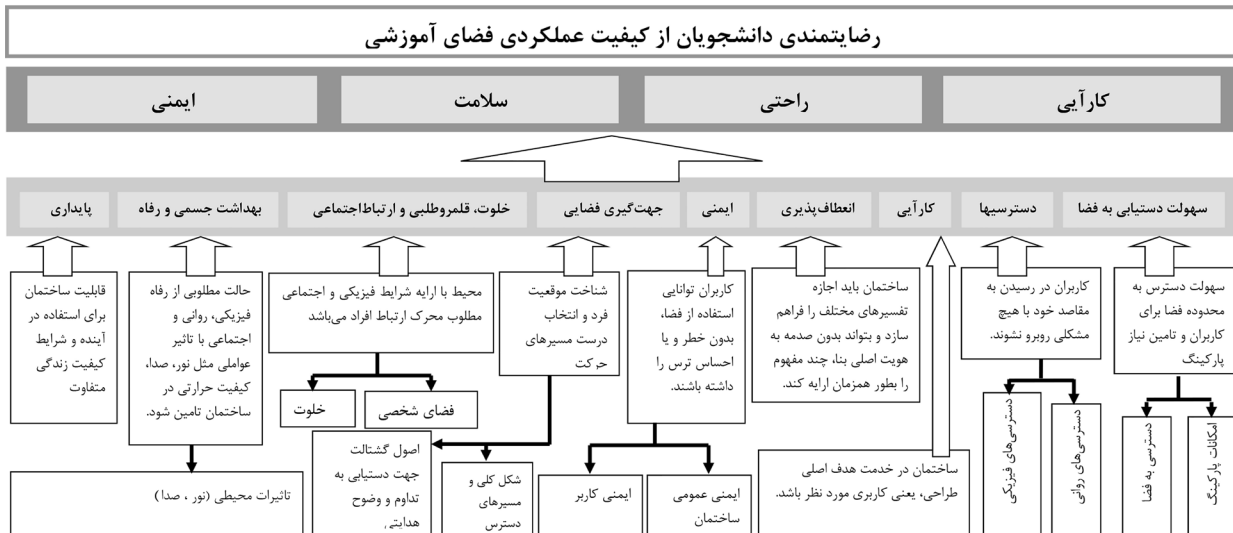 رضایتمندی دانشجویان از کیفیت عملکردی فضای آموزشی
کارآیی
راحتی
سلامت
ایمنی
سهولت دستیابی به فضا
دسترسیها
کارآیی
انعطاف‌پذیری
ایمنی
جهت‌گیری فضایی
خلوت، قلمروطلبی و ارتباط‌اجتماعی
بهداشت جسمی و رفاه
پایداری
سهولت دسترس به
محدوده فضا برای
کاربران و تامین نیاز
پارکینگ
کاربران در رسیدن به
مقاصد خود با هیچ
مشکلی روبرو نشوند.
ساختمان باید اجازه
تفسیرهای مختلف را فراهم
سازد و بتواند بدون صدمه به
هویت اصلی بنا، چند مفهوم
را بطور همزمان ارایه کند.
کاربران توانایی
استفاده از فضا،
بدون خطر و یا
احساس ترس را
داشته باشند.
شناخت موقعیت
فرد و انتخاب
درست مسیرهای
حرکت
محیط با ارایه شرایط فیزیکی و اجتماعی
مطلوب محرک ارتباط افراد می‌باشد
حالت مطلوبی از رفاه
فیزیکی، روانی و
اجتماعی با تاثیر
عواملی مثل نور، صدا،
کیفیت حرارتی در
ساختمان تامین شود.
قابلیت ساختمان
برای استفاده در
آینده و شرایط
کیفیت زندگی
متفاوت
امکانات پارکینگ
دسترسی به فضا
دسترسی‌های روانی
دسترسی‌های فیزیکی
ساختمان در خدمت هدف اصلی
طراحی، یعنی کاربری مورد نظر باشد.
ایمنی عمومی
ساختمان
ایمنی کاربر
شکل کلی و
مسیرهای
دسترس
اصول گشتالت
جهت دستیابی به
تداوم و وضوح
هدایتی
فضای شخصی
خلوت
تاثیرات محیطی (نور ، صدا)